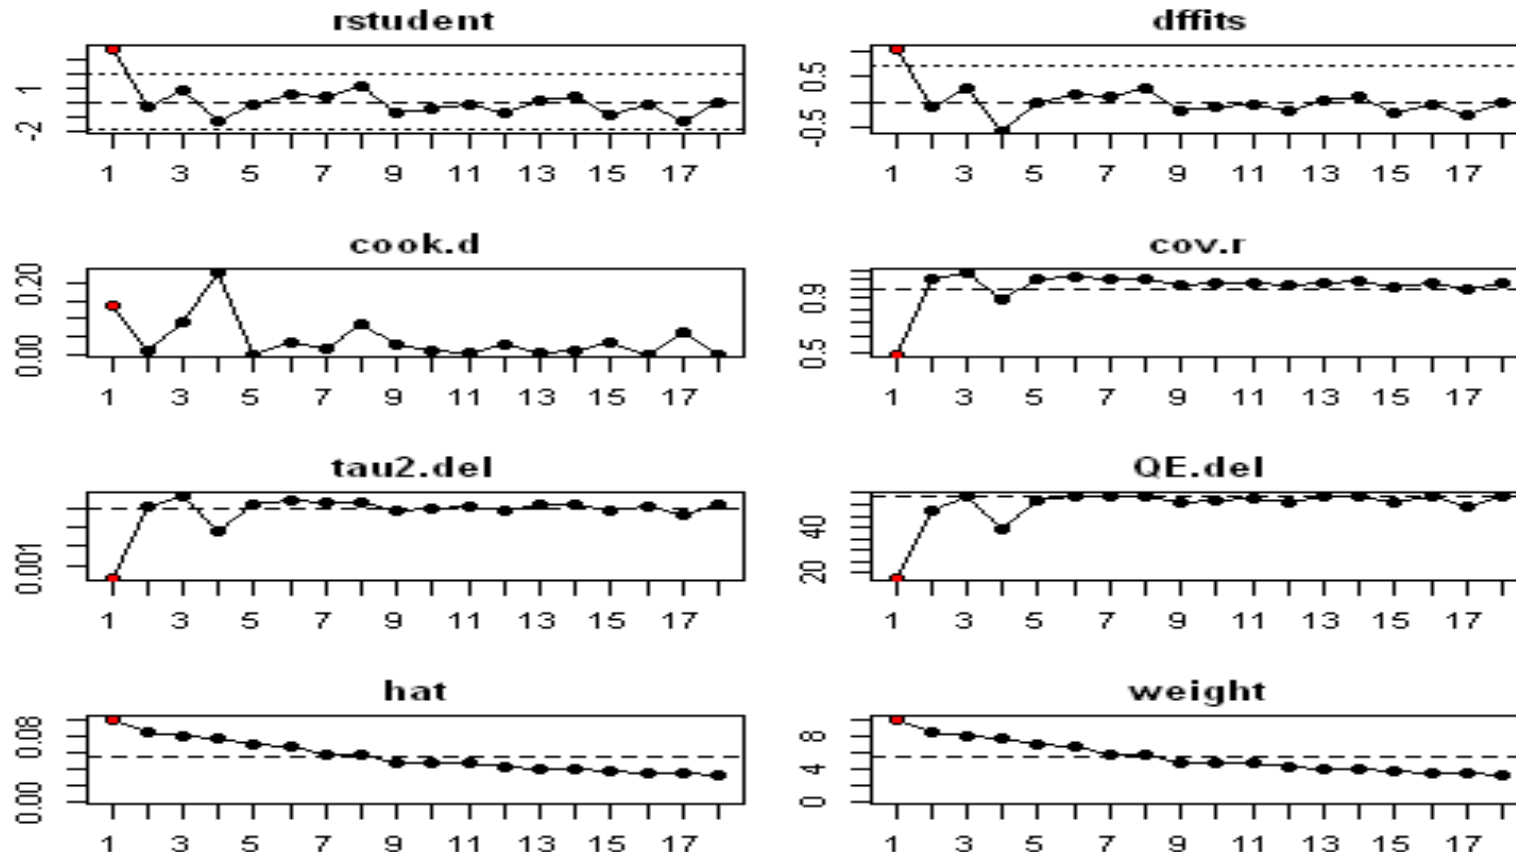 rstudent
1
-2
1 3 5 7 9 11 13 15 17
dffits
0.5
-0.5
1 3 5 7 9 11 13 15 17
cook.d
0.20
0.00
1 3 5 7 9 11 13 15 17
cov.r
0.9
0.5
1 3 5 7 9 11 13 15 17
tau2.del
0.001
1 3 5 7 9 11 13 15 17
QE.del
40
20
1 3 5 7 9 11 13 15 17
hat
0.08
0.00
1 3 5 7 9 11 13 15 17
weight
8
4
0
1 3 5 7 9 11 13 15 17